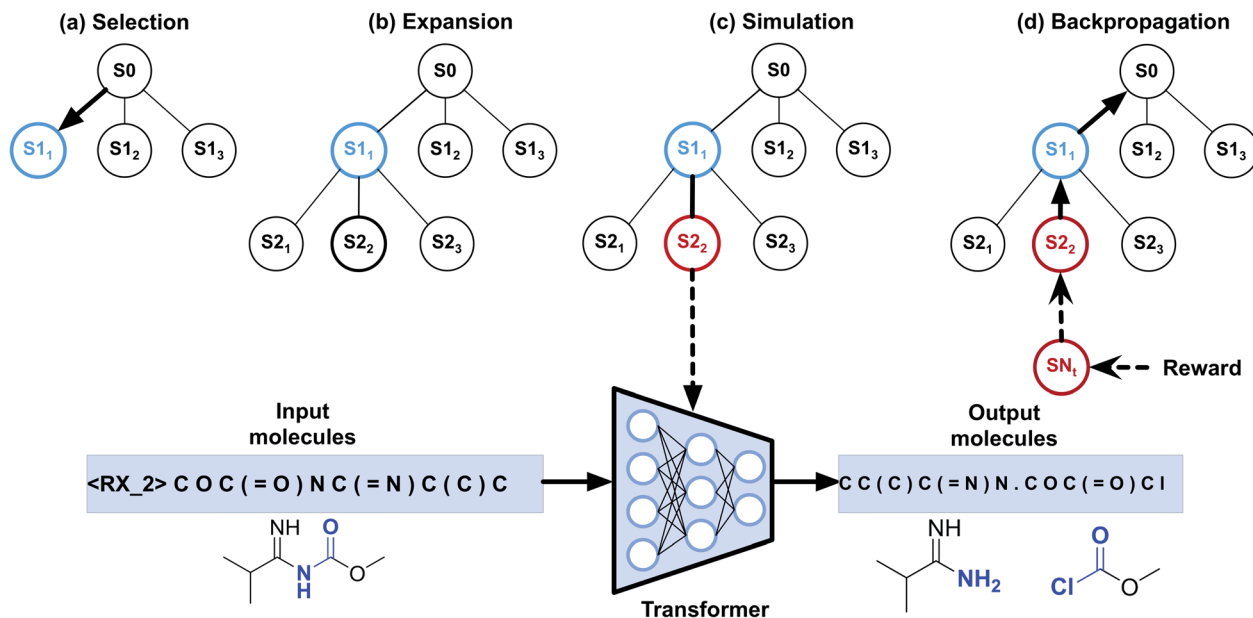 (a) Selection
(b) Expansion
(c) Simulation
(d) Backpropagation
S0
S1₁
S1₂
S1₃
S0
S1₁
S1₂
S1₃
S2₁
S2₂
S2₃
S0
S1₁
S1₂
S1₃
S2₁
S2₂
S2₃
S0
S1₁
S1₂
S1₃
S2₁
S2₂
S2₃
SNₜ
Reward
Input
molecules
<RX_2> C O C ( = O ) N C ( = N ) C ( C ) C
Transformer
Output
molecules
C C ( C ) C ( = N ) N . C O C ( = O ) C l
NH
O
N
H
O
NH
NH₂
O
Cl
O